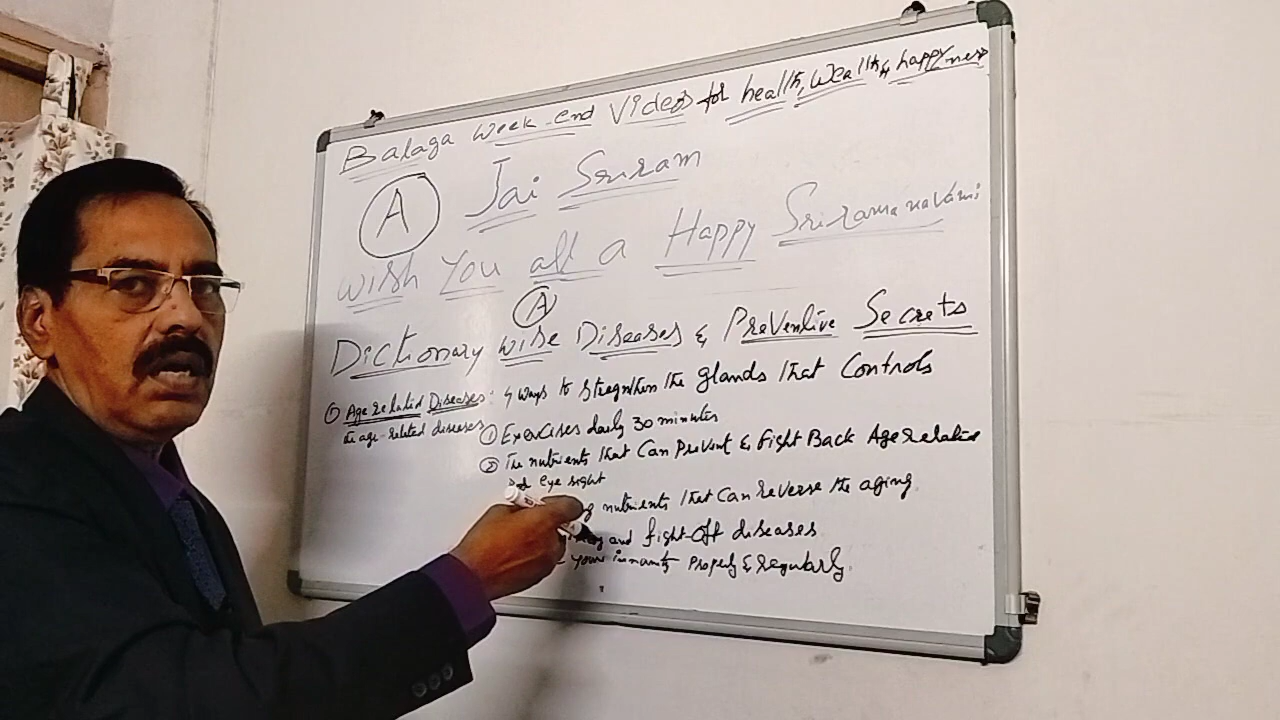 Balaga Week-end Videos for health, Wealth, & happyness
A Jai Sriram
Wish You all a Happy Sriramanavami
A
Dictionary wise Diseases & Preventive Secrets
① Age Related Diseases: 4 ways to strengthen the glands that Controls
the age-related diseases ① Exercises daily 30 minutes
② The nutrients that Can Prevent & fight Back Age relative
eye sight
nutrients that Can reverse the aging
and fight-off diseases
your Properly & regularly